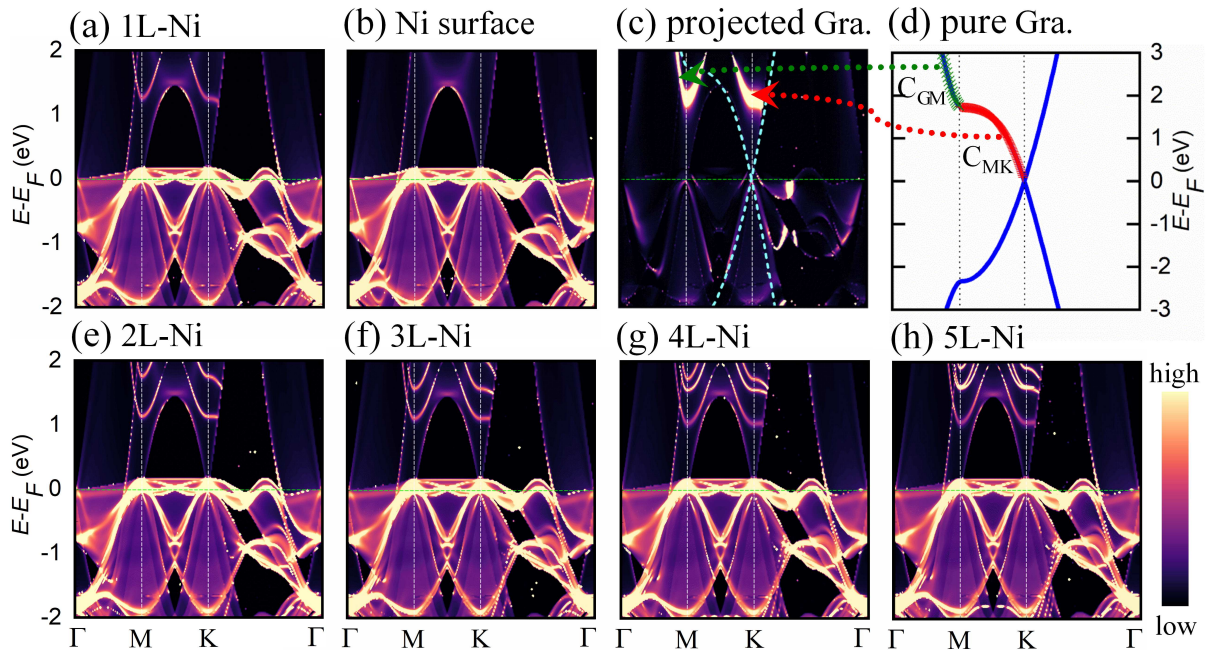 (a) 1L-Ni
(b) Ni surface
(c) projected Gra.
(d) pure Gra.
2
1
0
-1
-2
E-E_F (eV)
C_GM
C_MK
3
2
1
0
-1
-2
-3
E-E_F (eV)
(e) 2L-Ni
(f) 3L-Ni
(g) 4L-Ni
(h) 5L-Ni
2
1
0
-1
-2
E-E_F (eV)
high
low
Γ M K Γ M K Γ M K Γ M K Γ